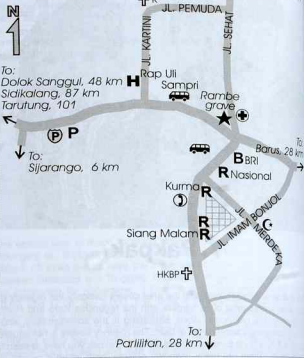 N
JL. PEMUDA
JL. KARTINI
JL. SEHAT
To:
Dolok Sanggul, 48 km
Sidikalang, 87 km
Tarutung, 101
H Rap Uli
Sampri
Rambe
grave
P P
To:
Sijarango, 6 km
To:
Barus, 28 km
B BRI
R Nasional
Kurma R
R
Siang Malam R
JL. IMAM BONJOL
JL. MERDEKA
HKBP
To:
Parlilitan, 28 km